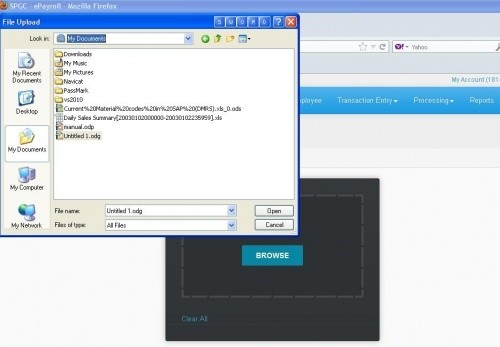 SPGC - ePayroll - Mozilla Firefox
File Upload
Look in: My Documents
My Recent Documents
Desktop
My Documents
My Computer
My Network
Downloads
My Music
My Pictures
Navicat
PassMark
vs2010
Current%20Material%20codes%20in%20SAP%20(DMRS).xls_0.ods
Daily Sales Summary[20030102000000-20030102235959].xls
manual.odp
Untitled 1.odg
File name: Untitled 1.odg Open
Files of type: All Files Cancel
Yahoo
My Account (181
ployee Transaction Entry Processing Reports
BROWSE
Clear All